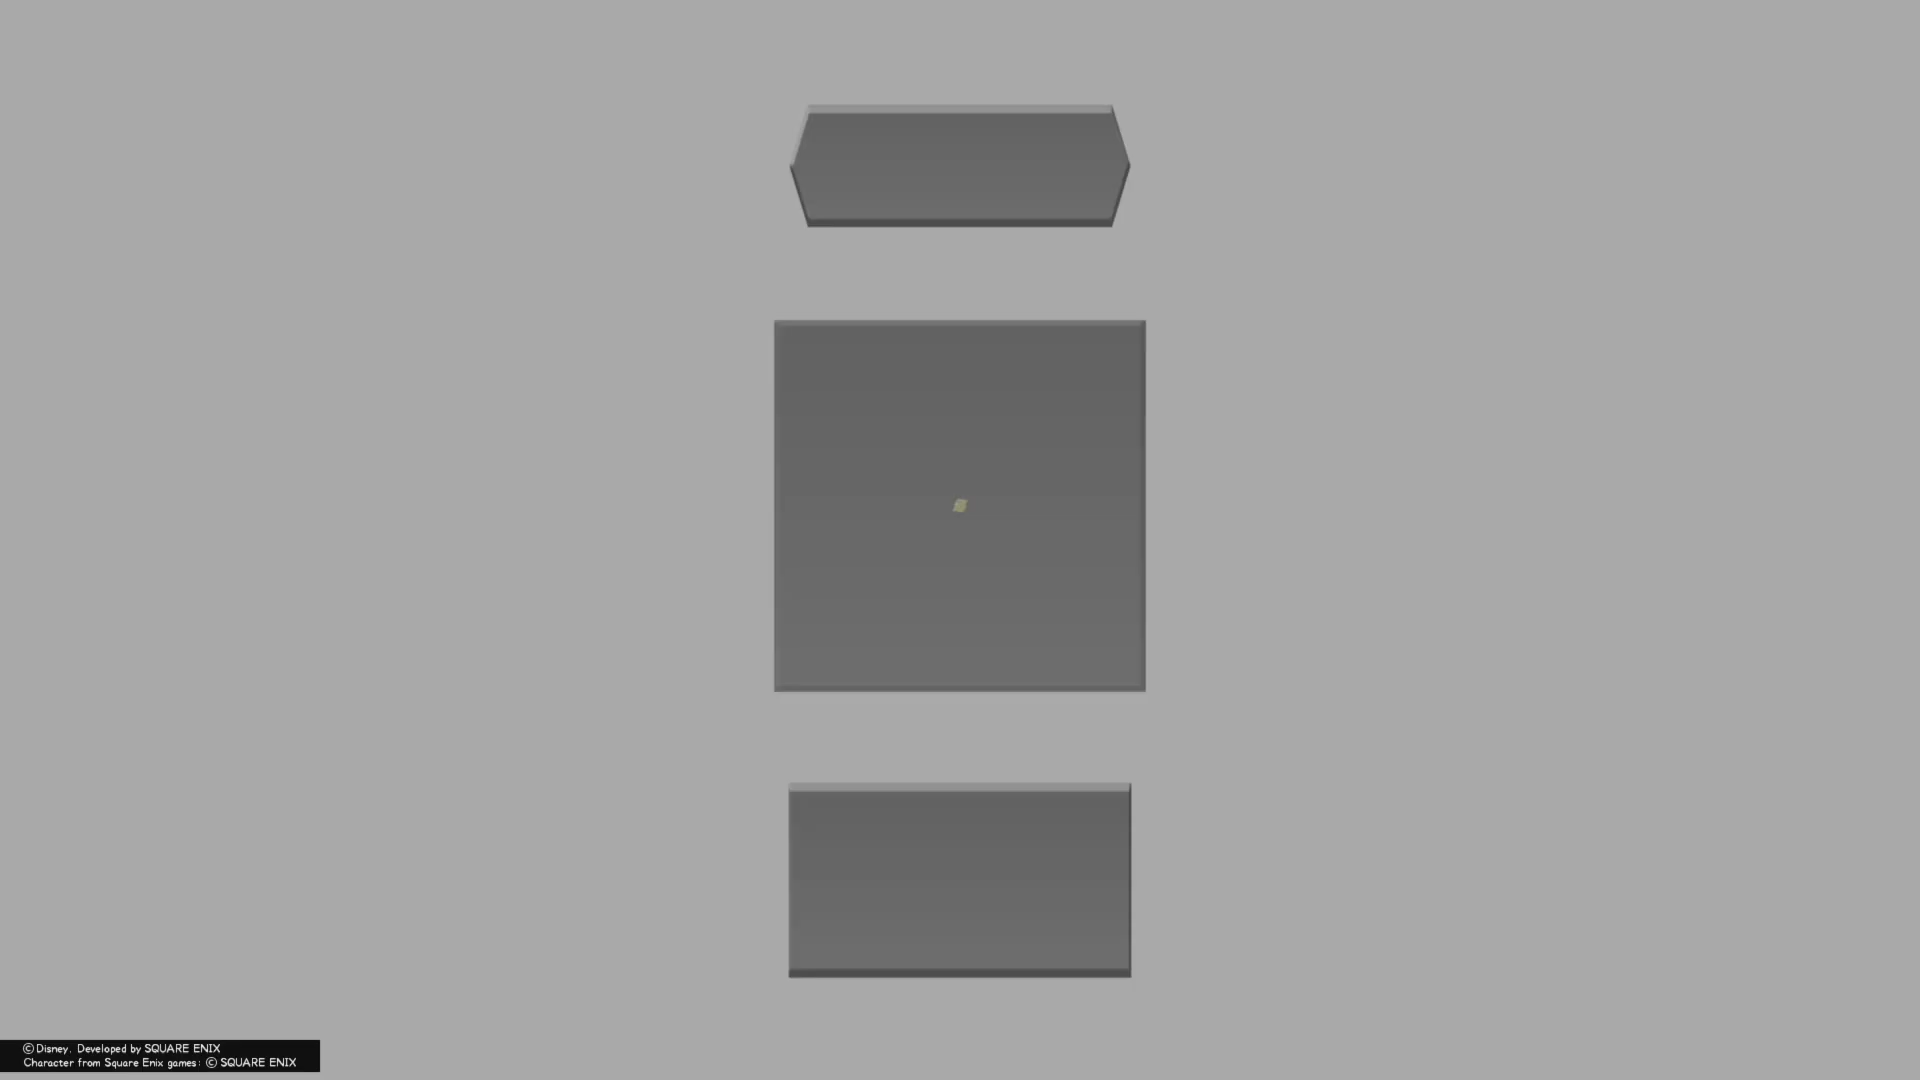 ©Disney. Developed by SQUARE ENIX
Character from Square Enix games: © SQUARE ENIX